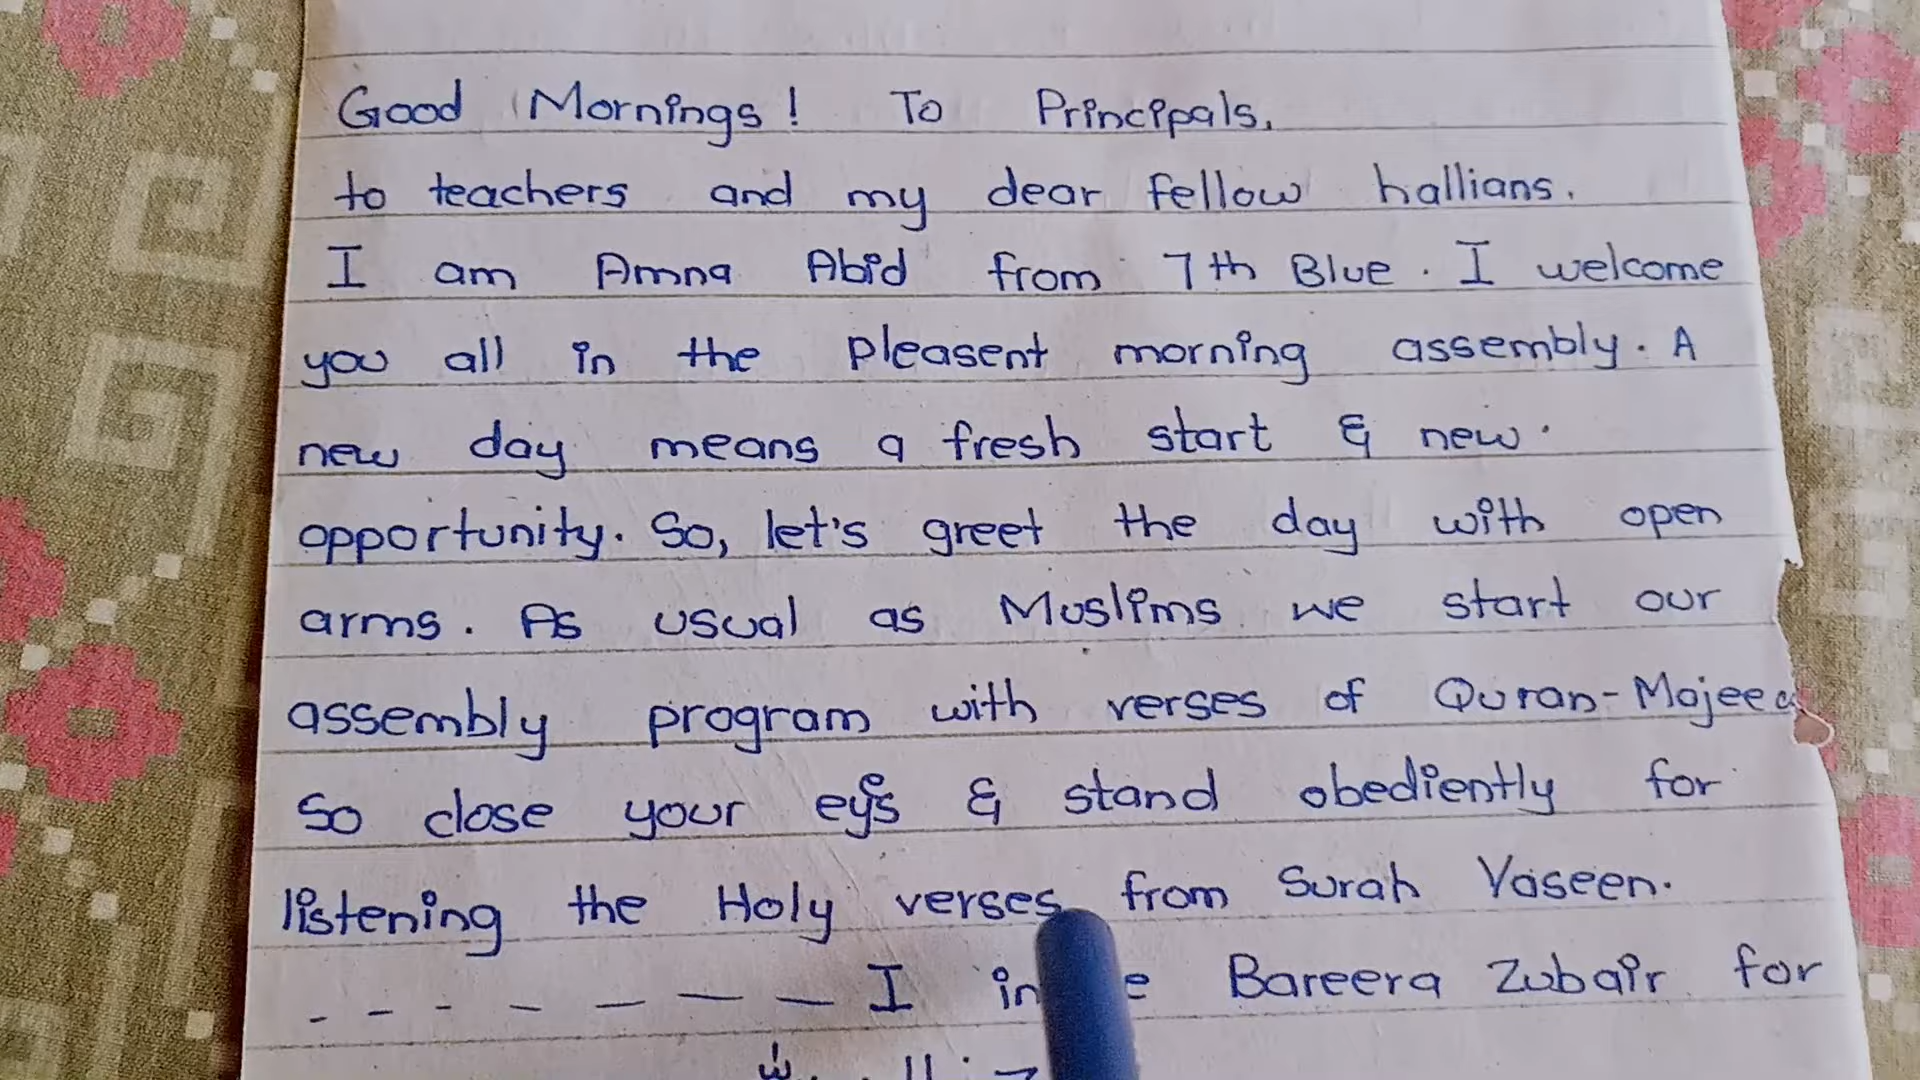 Good Mornings! To Principals,
to teachers and my dear fellow hallians.
I am Amna Abid from 7th Blue. I welcome
you all in the pleasent morning assembly. A
new day means a fresh start & new
opportunity. So, let's greet the day with open
arms. As usual as Muslims we start our
assembly program with verses of Quran-Majeed
So close your eyes & stand obediently for
listening the Holy verses from Surah Yaseen.
- - - - - - - I Bareera Zubair for